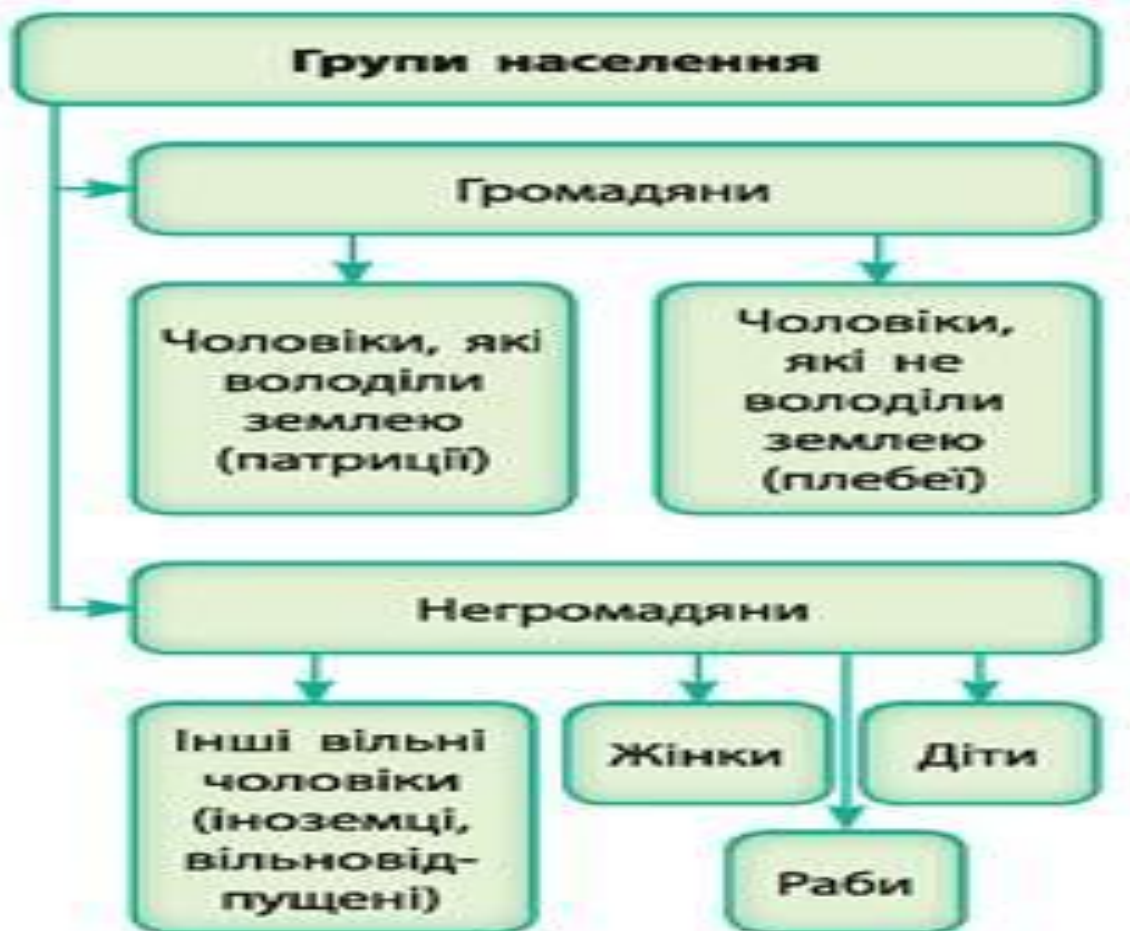 Групи населення
Громадяни
Чоловіки, які
володіли
землею
(патриції)
Чоловіки,
які не
володіли
землею
(плебеї)
Негромадяни
Інші вільні
чоловіки
(іноземці,
вільновід-
пущені)
Жінки
Діти
Раби